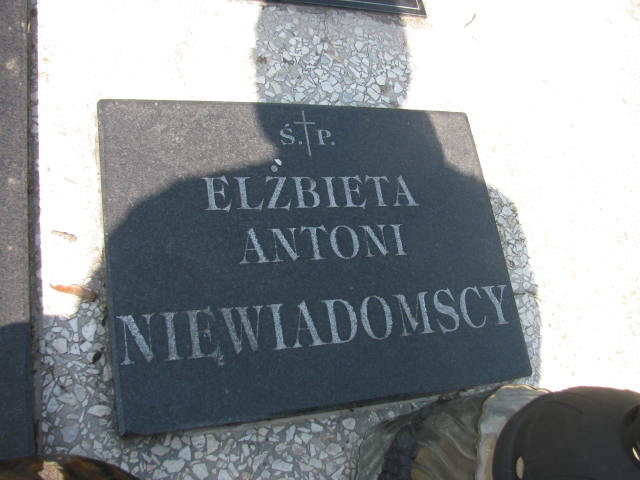 Ś.†P.
ELŻBIETA
ANTONI
NIEWIADOMSCY